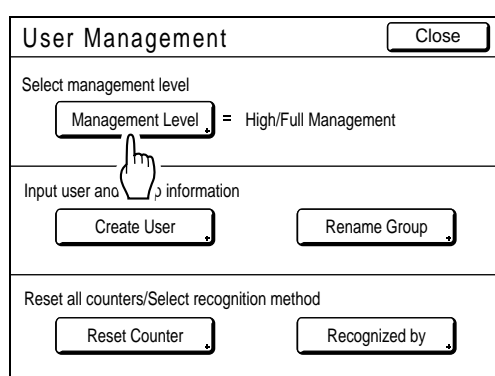 User Management Close
Select management level
Management Level = High/Full Management
Input user and information
Create User Rename Group
Reset all counters/Select recognition method
Reset Counter Recognized by